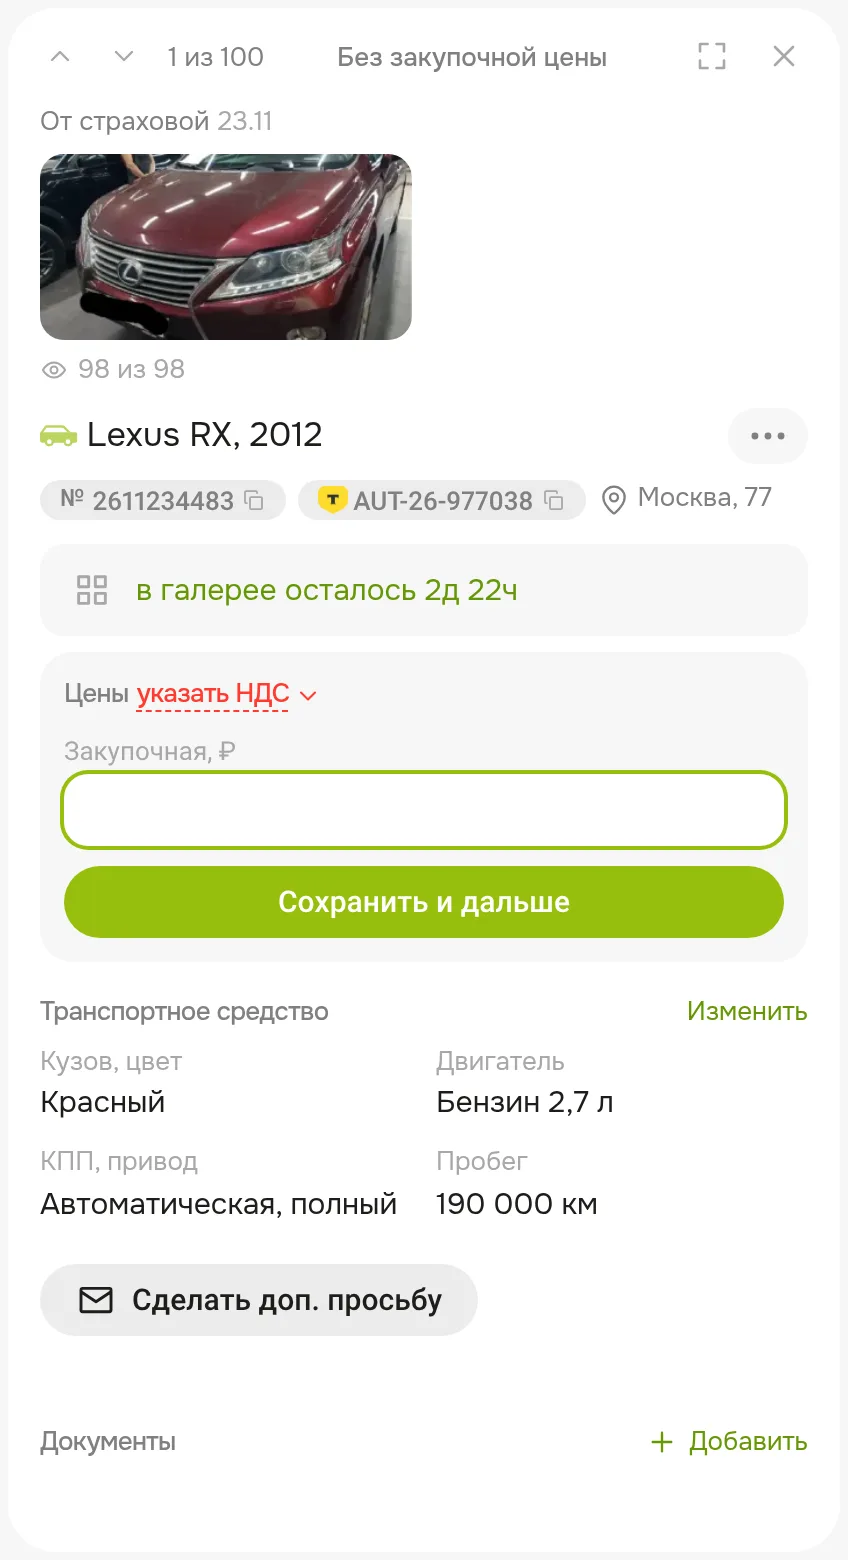 1 из 100 Без закупочной цены
От страховой 23.11
98 из 98
Lexus RX, 2012
№ 2611234483 T AUT-26-977038 Москва, 77
в галерее осталось 2д 22ч
Цены указать НДС
Закупочная, ₽
Сохранить и дальше
Транспортное средство Изменить
Кузов, цвет Двигатель
Красный Бензин 2,7 л
КПП, привод Пробег
Автоматическая, полный 190 000 км
Сделать доп. просьбу
Документы + Добавить